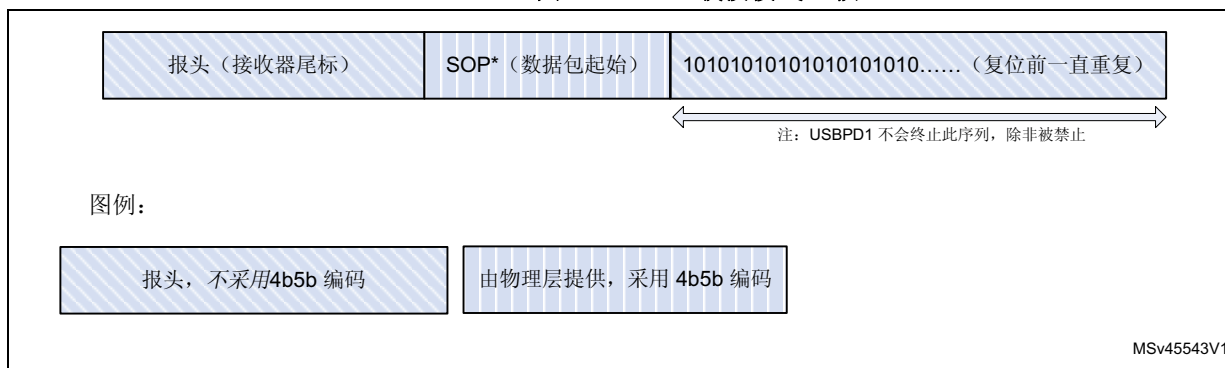 报头（接收器尾标）
SOP*（数据包起始）
10101010101010101010……（复位前一直重复）
注：USBPD1 不会终止此序列，除非被禁止
图例：
报头，不采用4b5b 编码
由物理层提供，采用 4b5b 编码
MSv45543V1